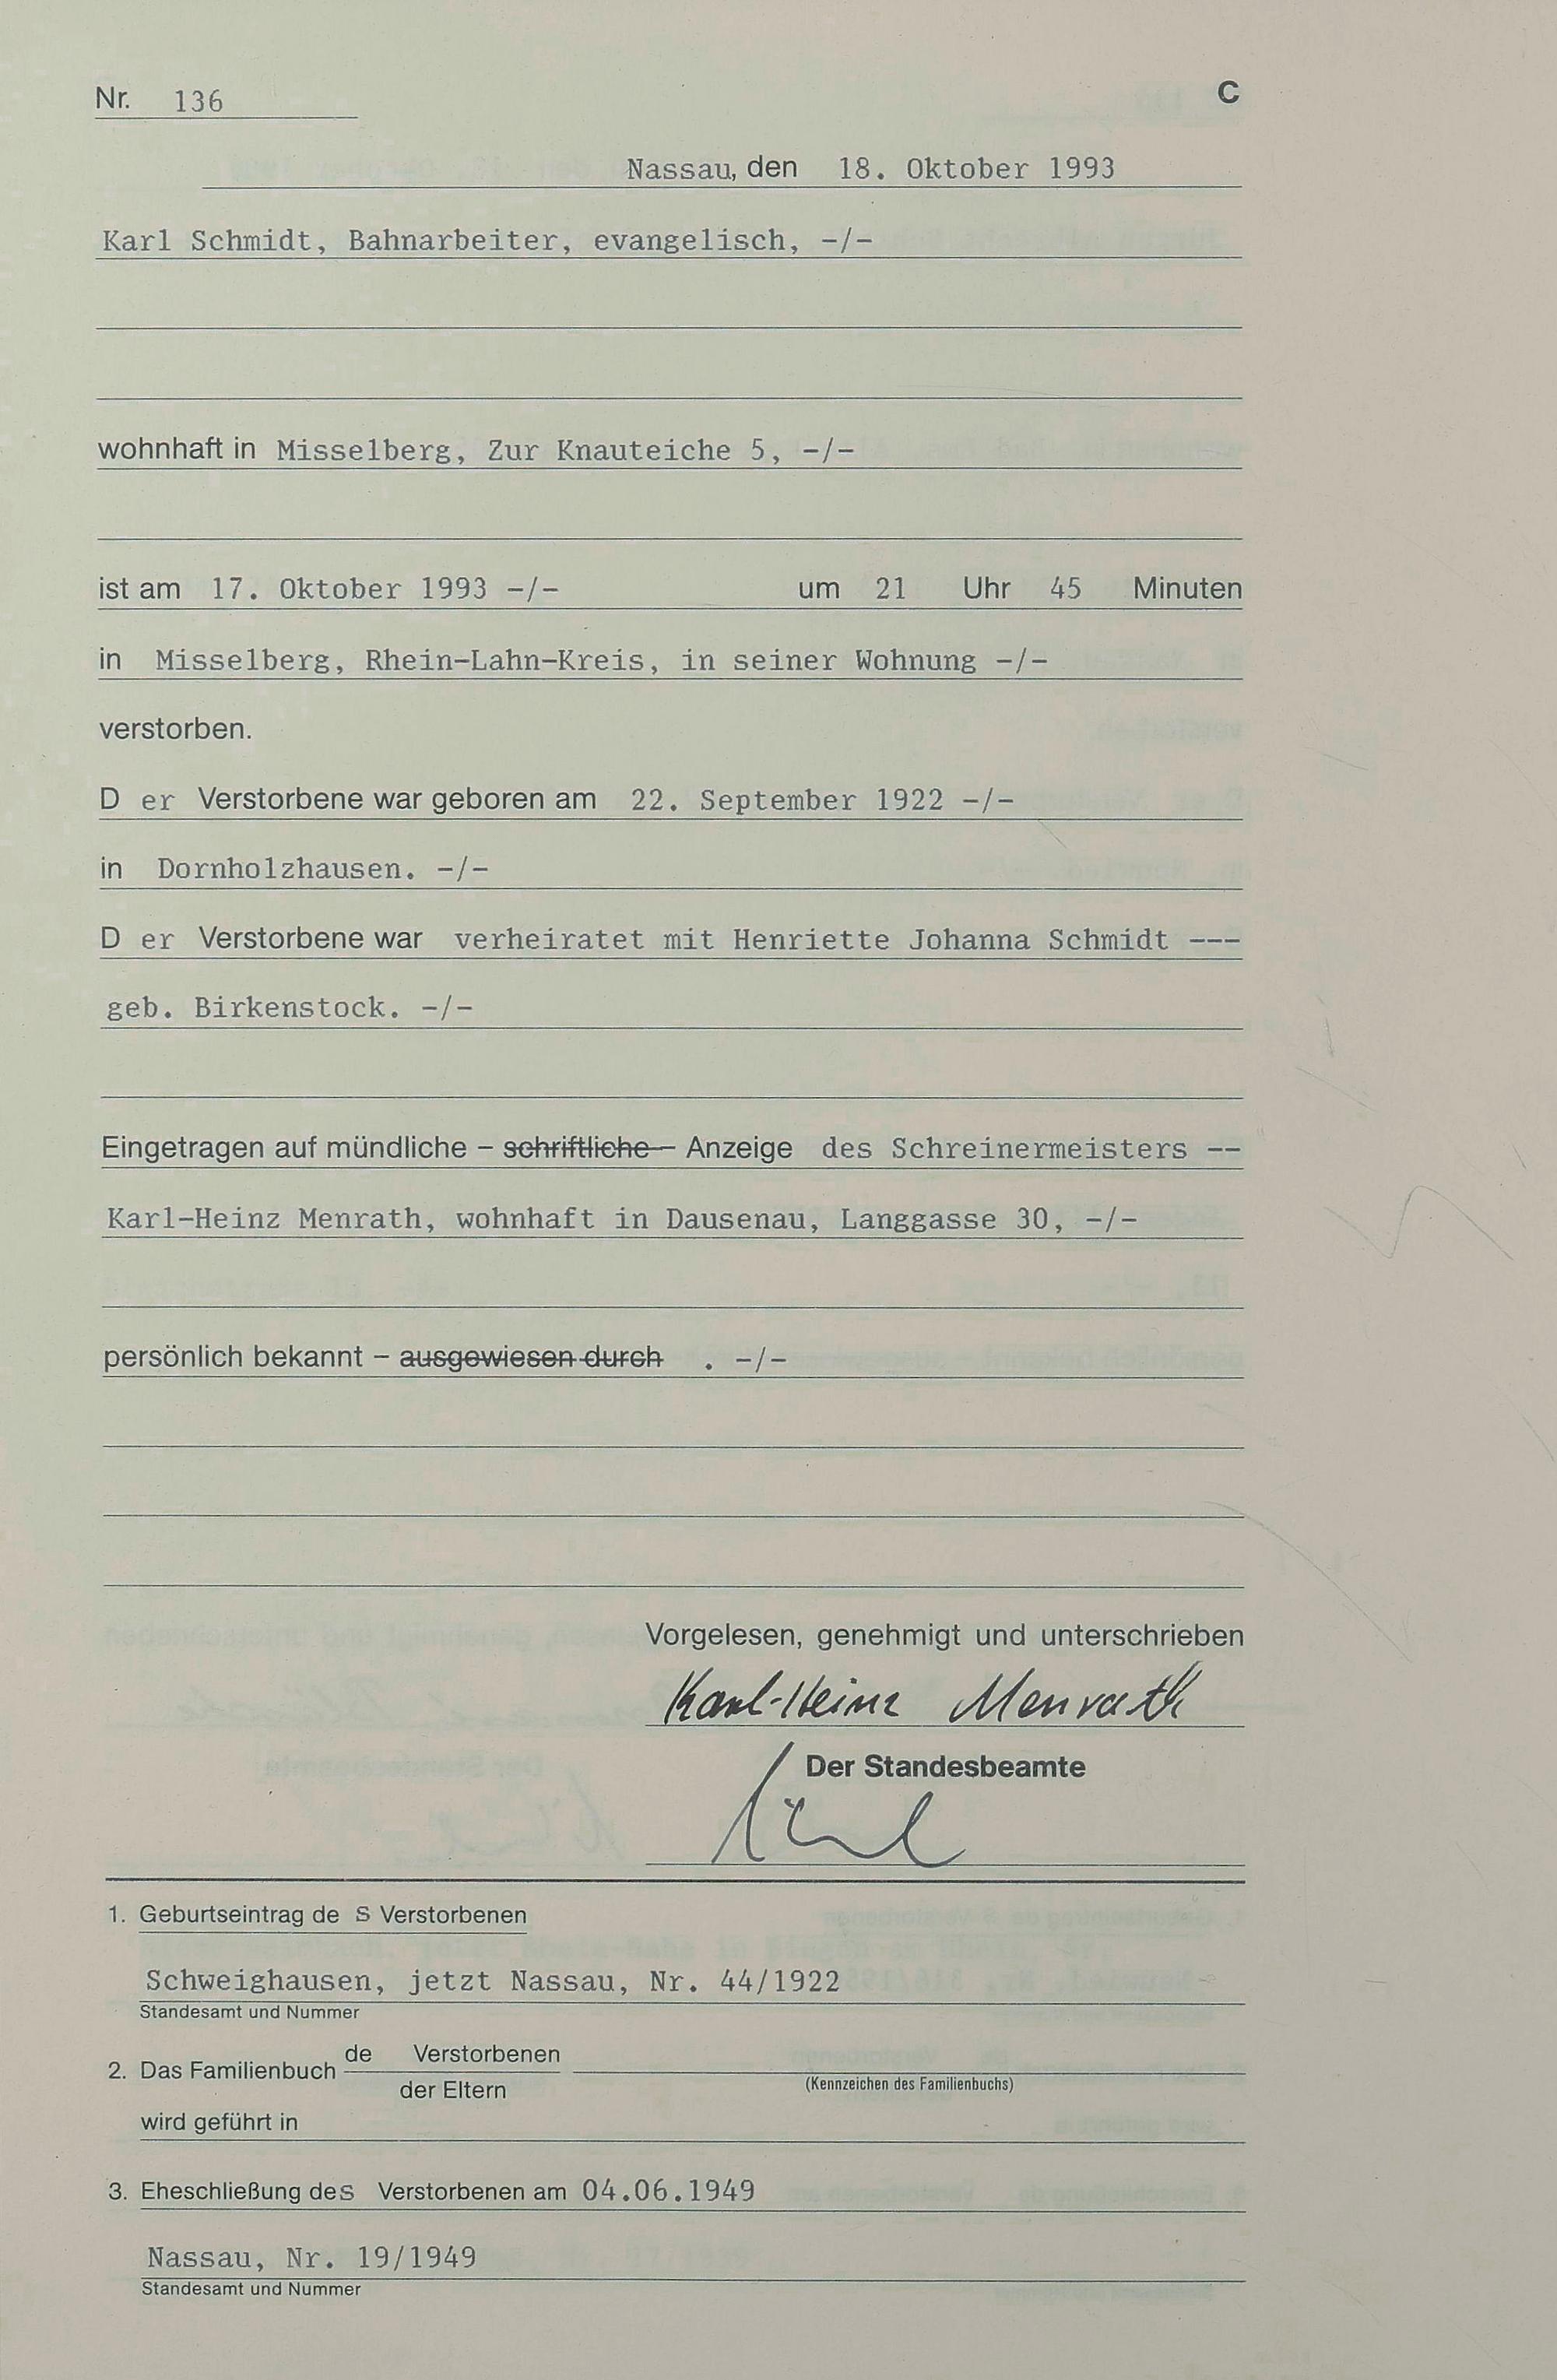 Nr. 136
C
Nassau, den 18. Oktober 1993
Karl Schmidt, Bahnarbeiter, evangelisch, -/-
wohnhaft in Misselberg, Zur Knauteiche 5, -/-
ist am 17. Oktober 1993 -/- um 21 Uhr 45 Minuten
in Misselberg, Rhein-Lahn-Kreis, in seiner Wohnung -/-
verstorben.
D er Verstorbene war geboren am 22. September 1922 -/-
in Dornholzhausen. -/-
D er Verstorbene war verheiratet mit Henriette Johanna Schmidt ---
geb. Birkenstock. -/-
Eingetragen auf mündliche – schriftliche – Anzeige des Schreinermeisters --
Karl-Heinz Menrath, wohnhaft in Dausenau, Langgasse 30, -/-
persönlich bekannt – ausgewiesen durch . -/-
Vorgelesen, genehmigt und unterschrieben
Karl-Heinz Menrath
Der Standesbeamte
1. Geburtseintrag de S Verstorbenen
Schweighausen, jetzt Nassau, Nr. 44/1922
Standesamt und Nummer
de Verstorbenen
2. Das Familienbuch
der Eltern
(Kennzeichen des Familienbuchs)
wird geführt in
3. Eheschließung des Verstorbenen am 04.06.1949
Nassau, Nr. 19/1949
Standesamt und Nummer